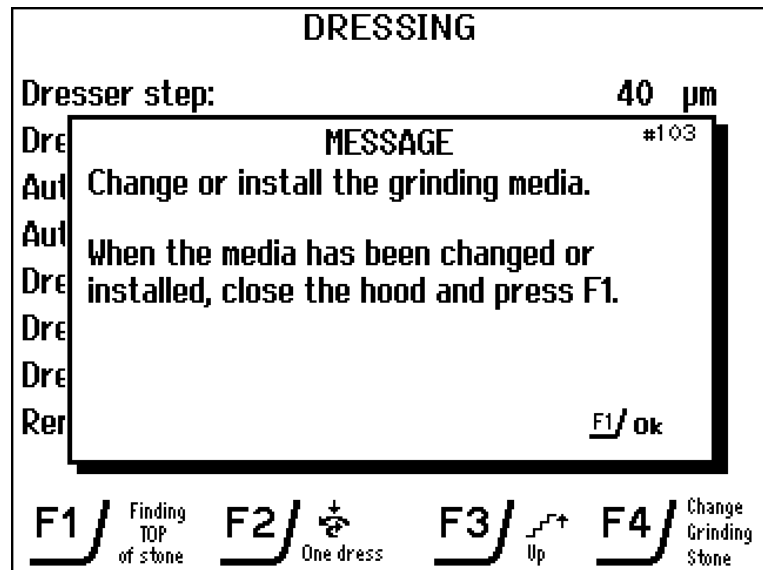 DRESSING
Dresser step: 40 µm
Dre
MESSAGE #103
Aut
Change or install the grinding media.
Aut
When the media has been changed or
Dre
installed, close the hood and press F1.
Dre
Dre
Rem
F1 Ok
F1 Finding TOP of stone
F2 One dress
F3 Up
F4 Change Grinding Stone